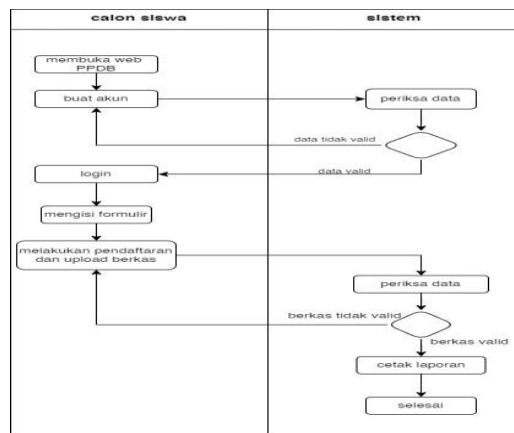 calon siswa
sistem
membuka web
PPDB
buat akun
periksa data
data tidak valid
login
data valid
mengisi formulir
melakukan pendaftaran
dan upload berkas
periksa data
berkas tidak valid
berkas valid
cetak laporan
selesai